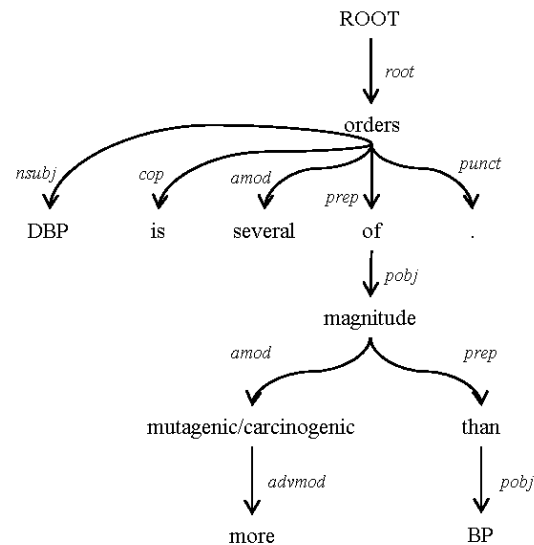 ROOT
root
orders
nsubj cop amod prep punct
DBP is several of .
pobj
magnitude
amod prep
mutagenic/carcinogenic than
advmod pobj
more BP